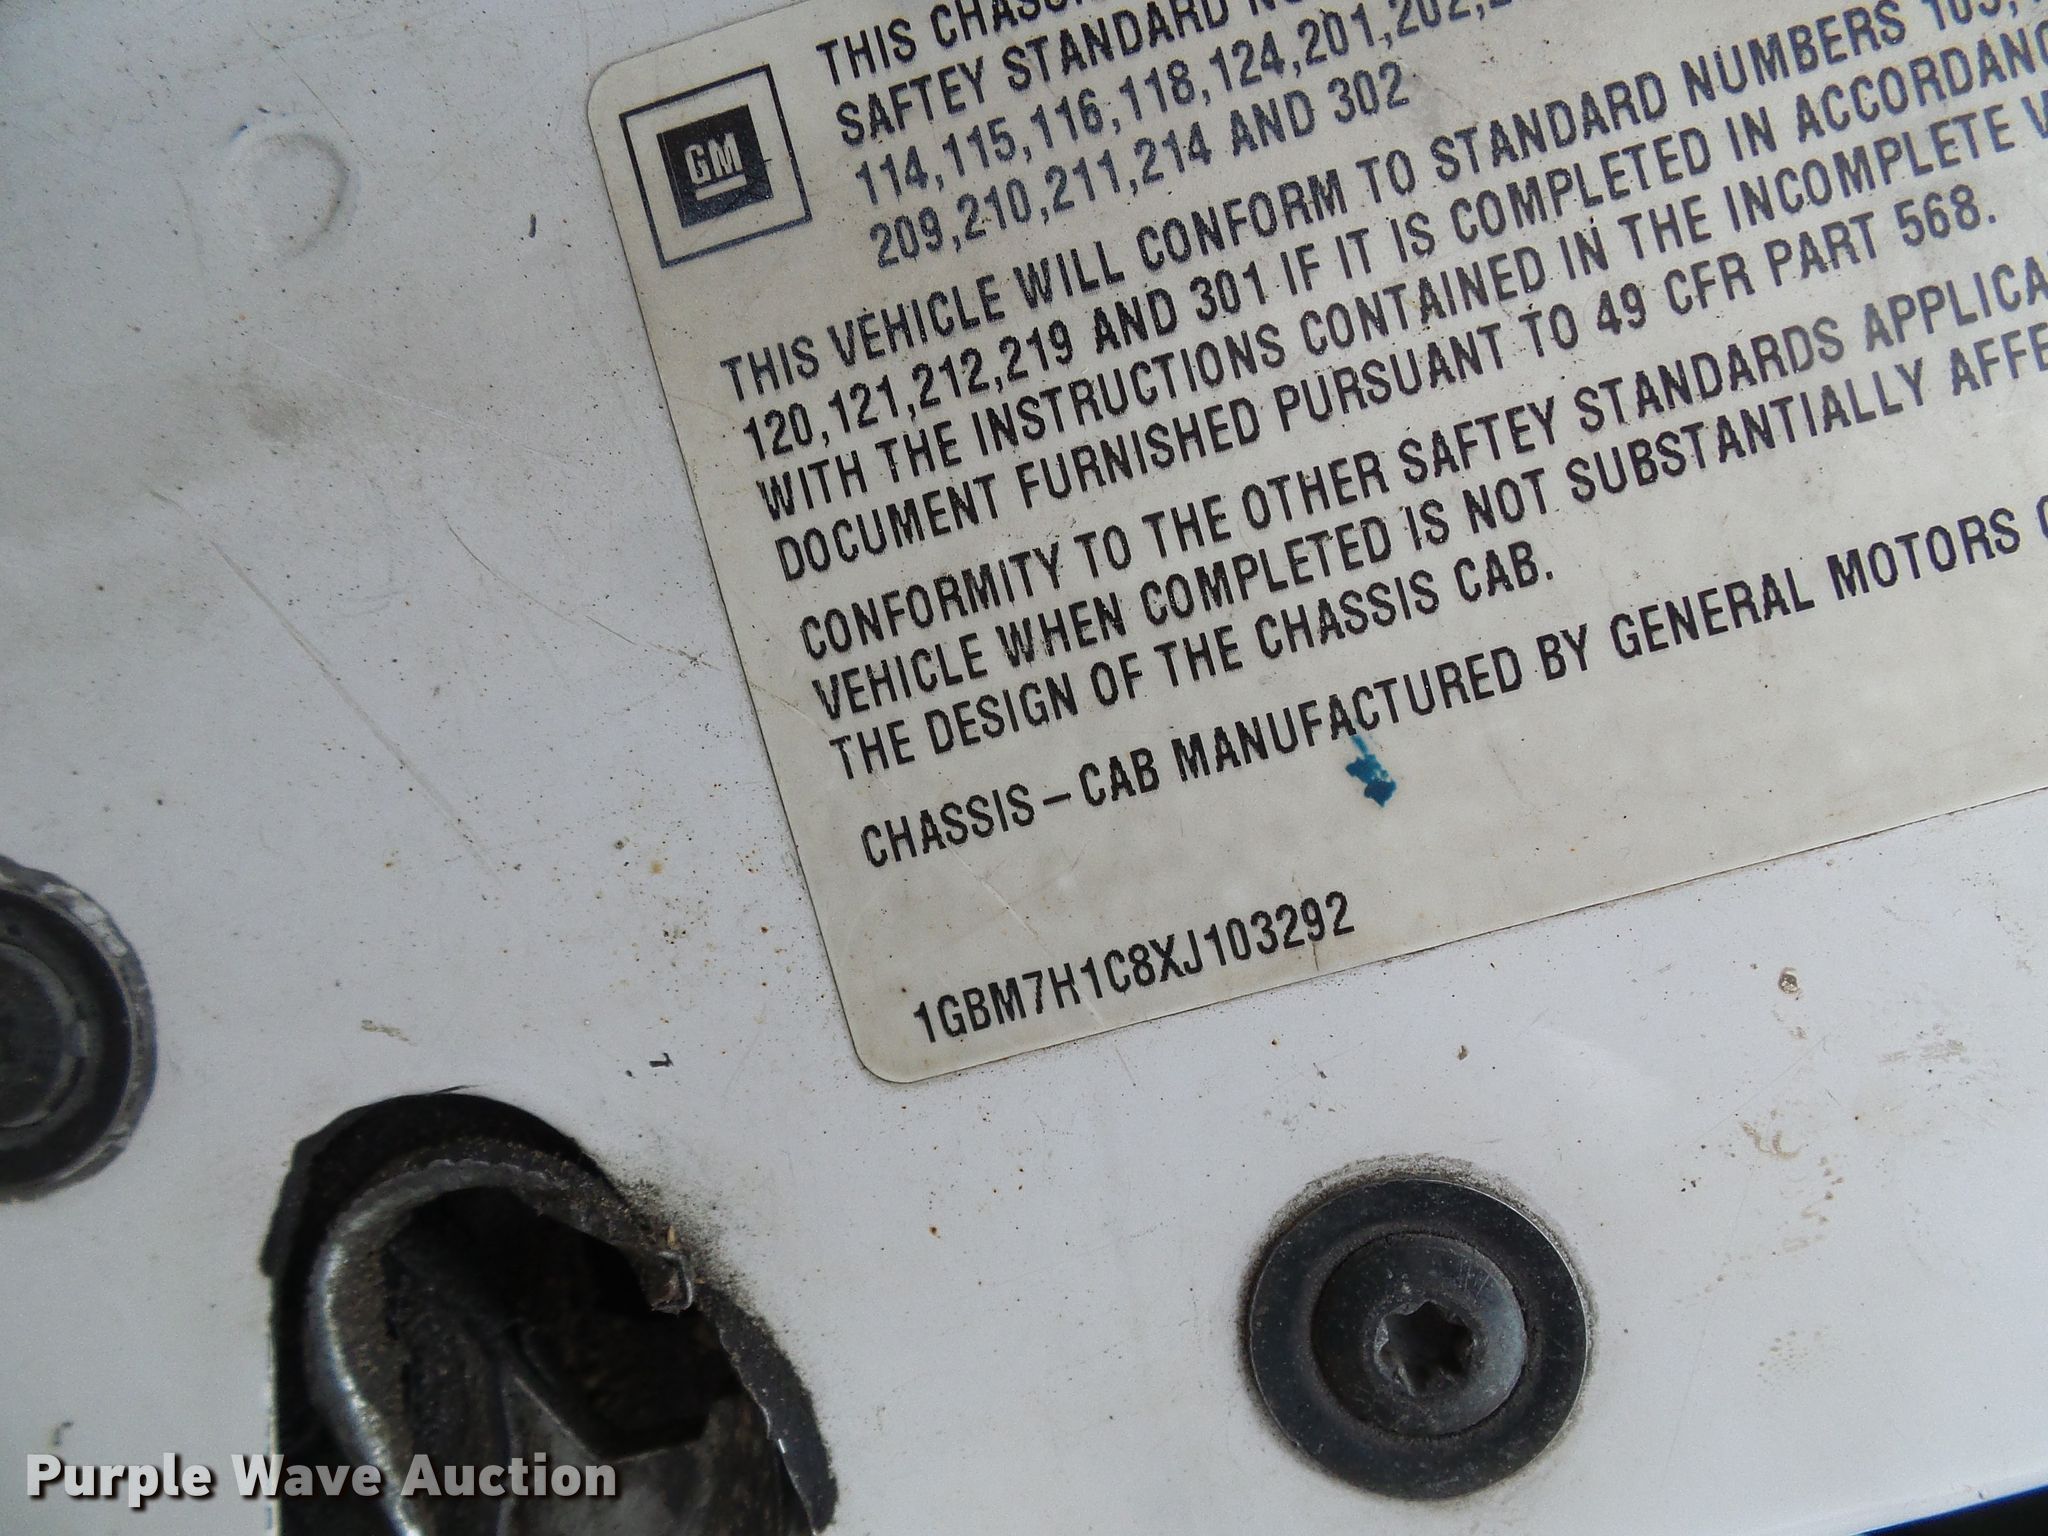 GM
THIS CHASSIS
SAFTEY STANDARD
114,115,116,118,124,201,202,
209,210,211,214 AND 302
THIS VEHICLE WILL CONFORM TO STANDARD NUMBERS 105,
120,121,212,219 AND 301 IF IT IS COMPLETED IN ACCORDANC
WITH THE INSTRUCTIONS CONTAINED IN THE INCOMPLETE V
DOCUMENT FURNISHED PURSUANT TO 49 CFR PART 568.
CONFORMITY TO THE OTHER SAFTEY STANDARDS APPLICA
VEHICLE WHEN COMPLETED IS NOT SUBSTANTIALLY AFFE
THE DESIGN OF THE CHASSIS CAB.
CHASSIS – CAB MANUFACTURED BY GENERAL MOTORS
1GBM7H1C8XJ103292
Purple Wave Auction